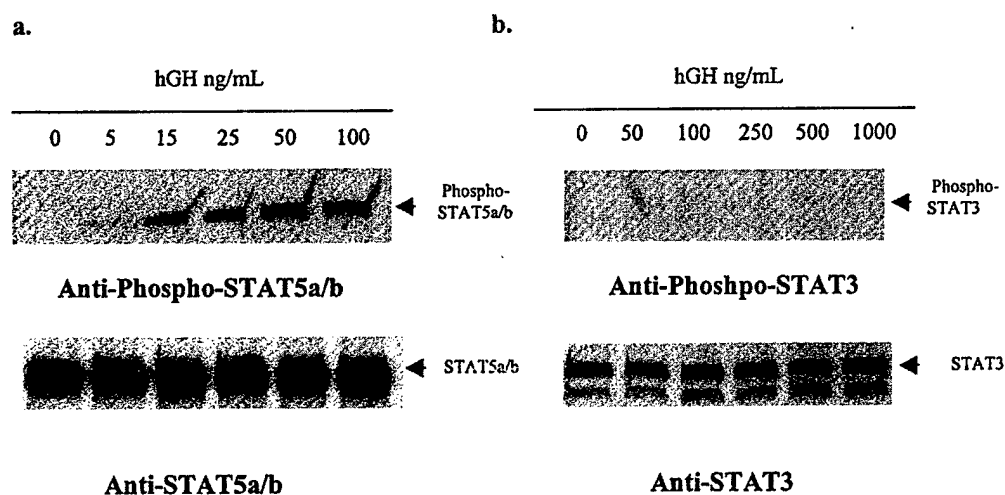 a.
hGH ng/mL
0 5 15 25 50 100
Phospho-
STAT5a/b
Anti-Phospho-STAT5a/b
STAT5a/b
Anti-STAT5a/b
b.
hGH ng/mL
0 50 100 250 500 1000
Phospho-
STAT3
Anti-Phoshpo-STAT3
STAT3
Anti-STAT3